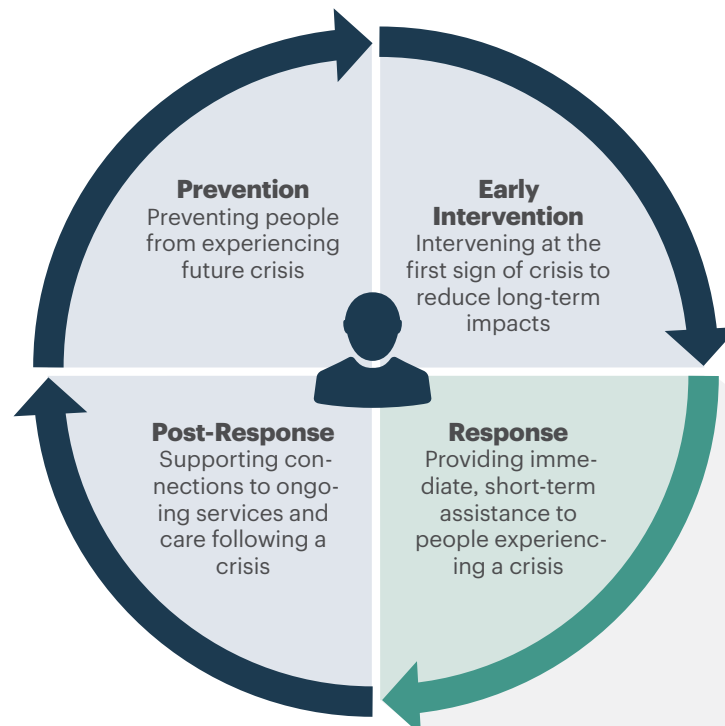 Prevention
Preventing people
from experiencing
future crisis
Early
Intervention
Intervening at the
first sign of crisis to
reduce long-term
impacts
Post-Response
Supporting con-
nections to ongo-
ing services and
care following a
crisis
Response
Providing imme-
diate, short-term
assistance to
people experienc-
ing a crisis